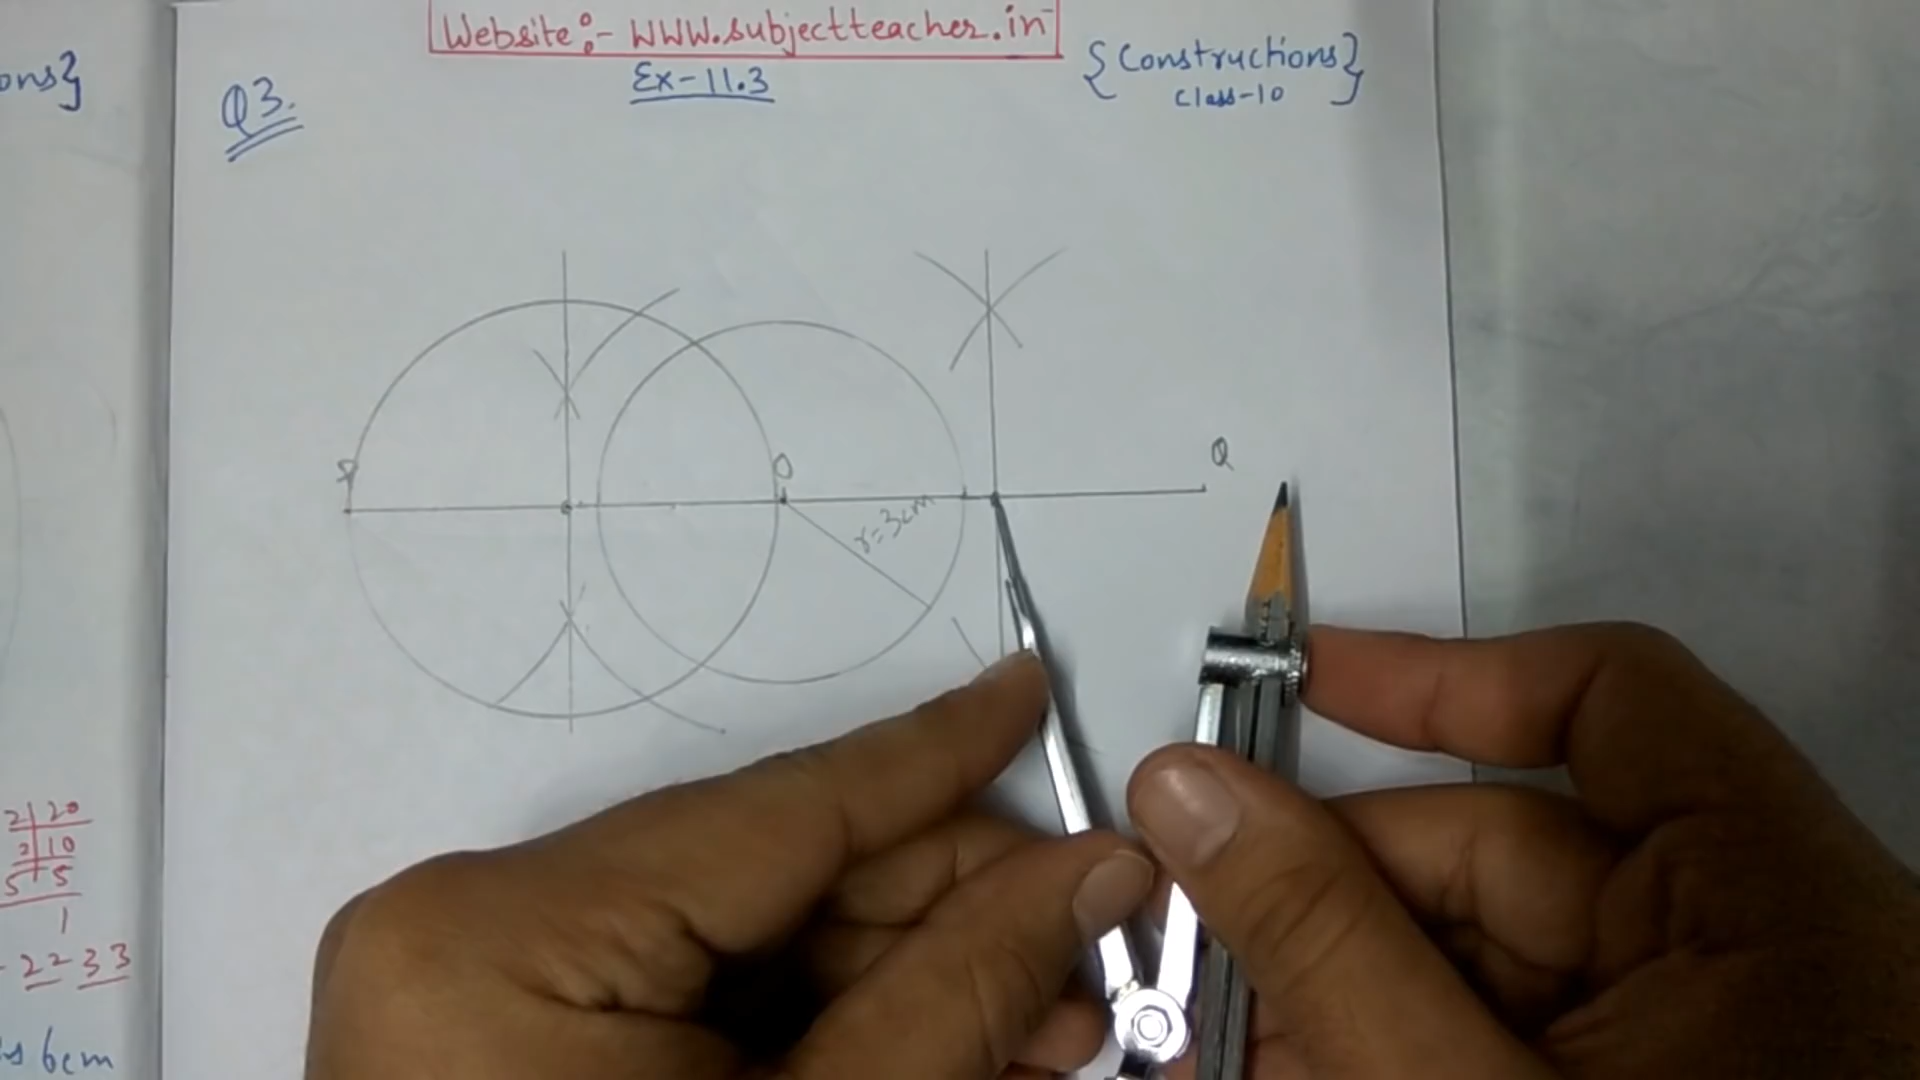 Website:- WWW.subjectteacher.in
Ex-11.3
{Constructions}
Class-10
ons}
Q3.
P
O
Q
r=3cm
2 20
2 10
5 5
1
22 33
6cm